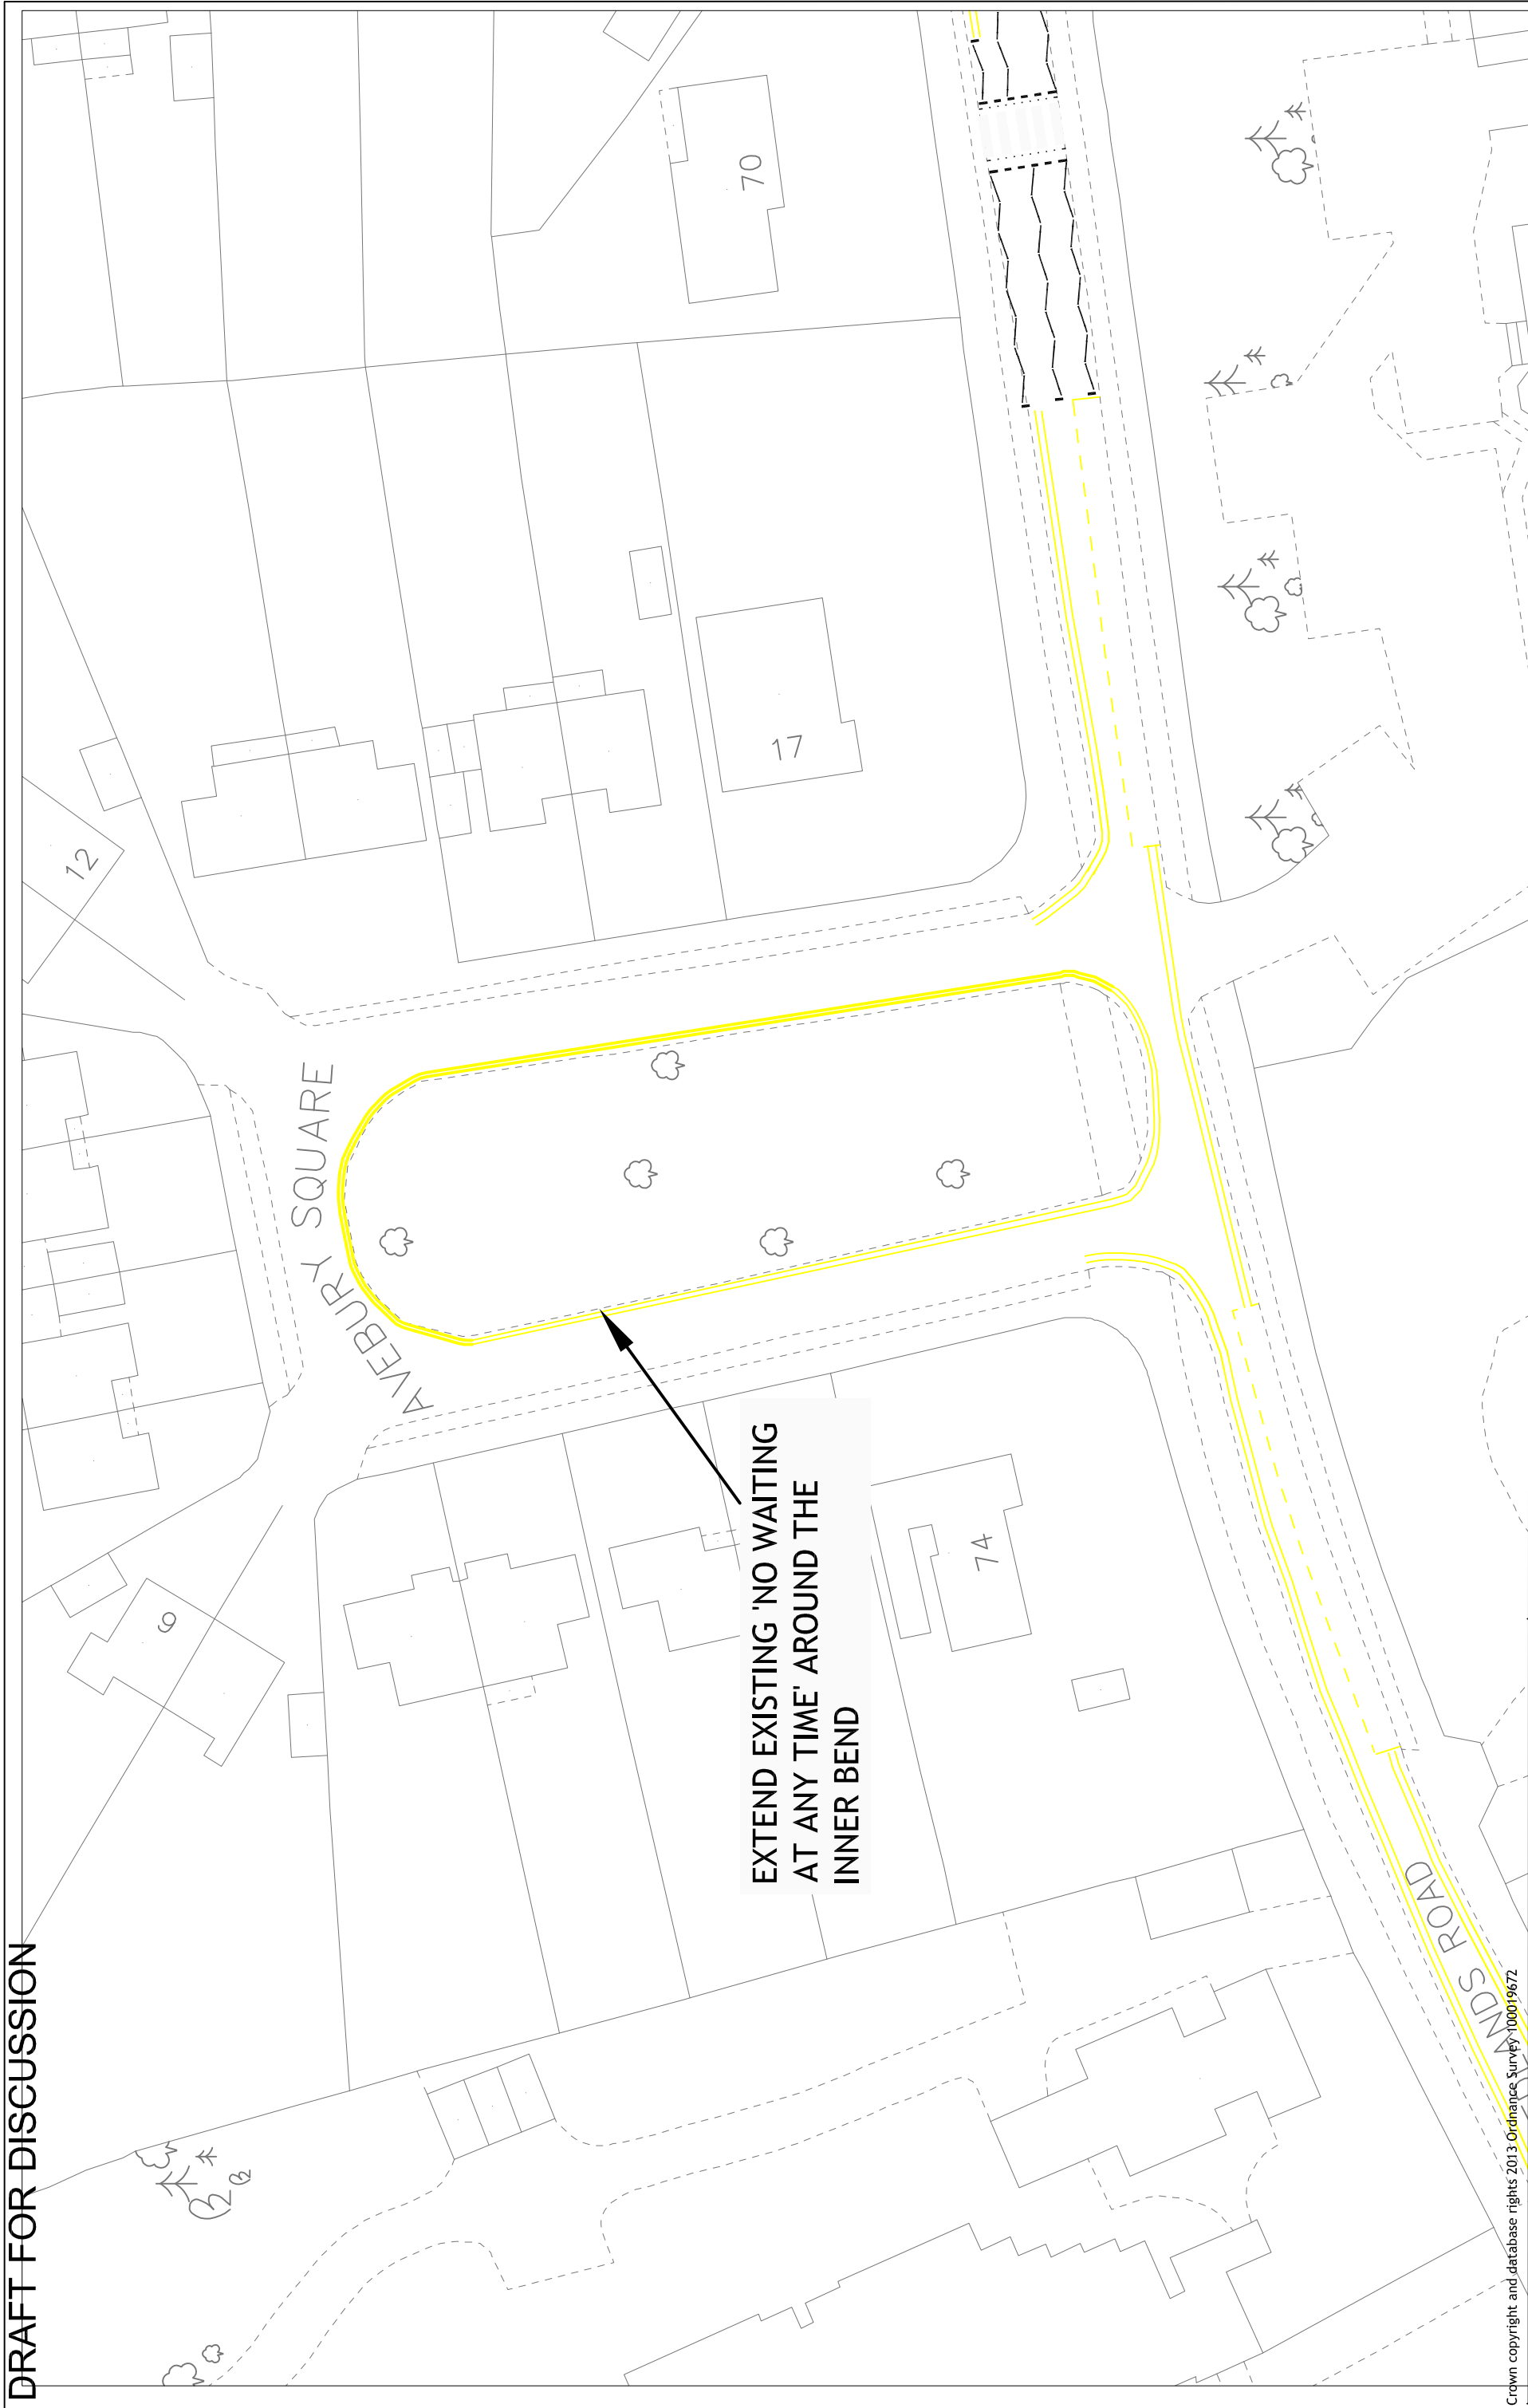 DRAFT FOR DISCUSSION
12
70
17
AVEBURY SQUARE
9
EXTEND EXISTING 'NO WAITING
AT ANY TIME' AROUND THE
INNER BEND
74
ANDS ROAD
Crown copyright and database rights 2013 Ordnance Survey 100019672